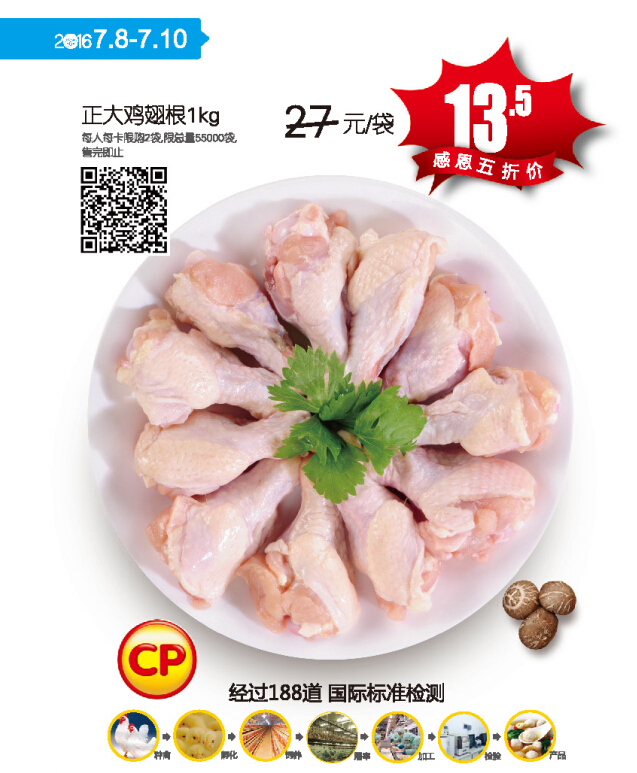 2016 7.8-7.10
正大鸡翅根1kg
27 元/袋
13.5
感恩五折价
每人每卡限购2袋,限总量55000袋,
售完即止
CP
经过188道 国际标准检测
种禽 孵化 饲养 屠宰 加工 检验 产品